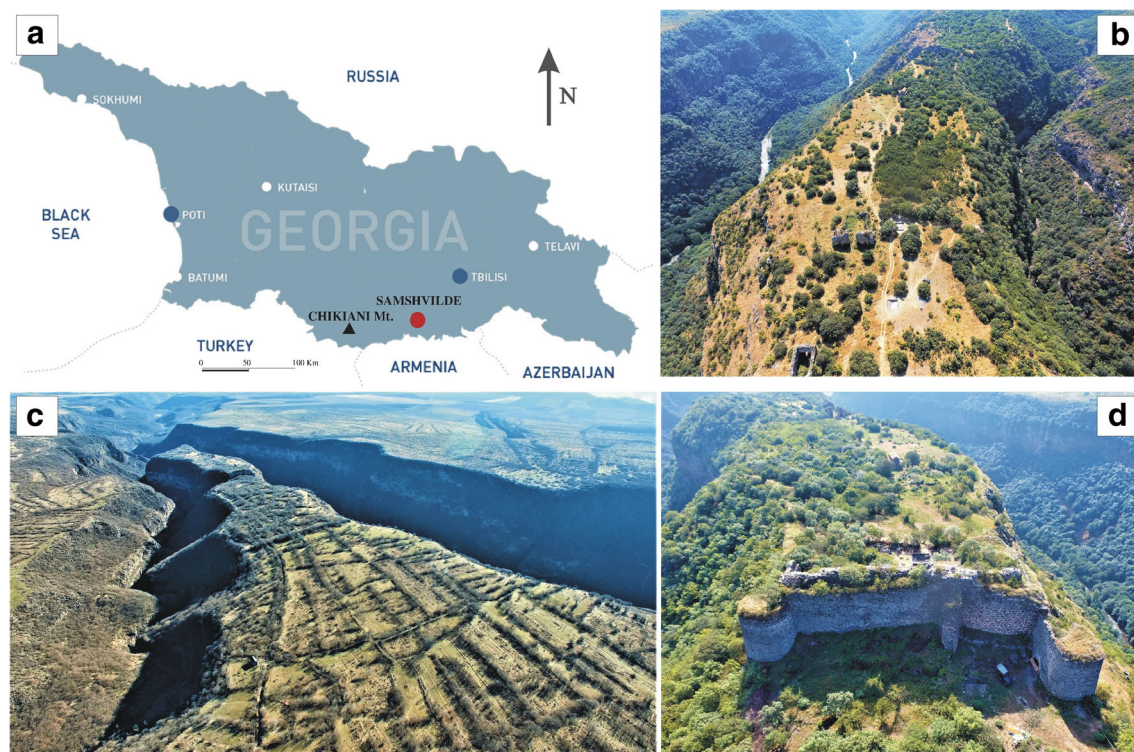 a
RUSSIA
N
SOKHUMI
KUTAISI
BLACK
SEA
POTI
GEORGIA
TELAVI
BATUMI
TBILISI
SAMSHVILDE
CHIKIANI Mt.
TURKEY
0 50 100 Km
ARMENIA
AZERBAIJAN
b
c
d